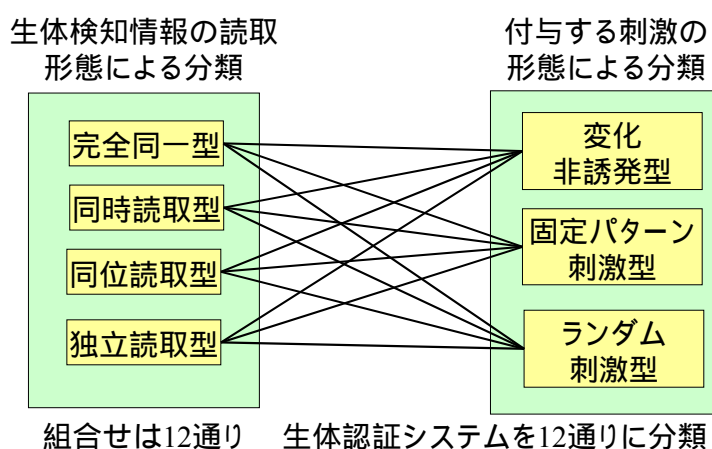 生体検知情報の読取
形態による分類
完全同一型
同時読取型
同位読取型
独立読取型
付与する刺激の
形態による分類
変化
非誘発型
固定パターン
刺激型
ランダム
刺激型
組合せは12通り
生体認証システムを12通りに分類